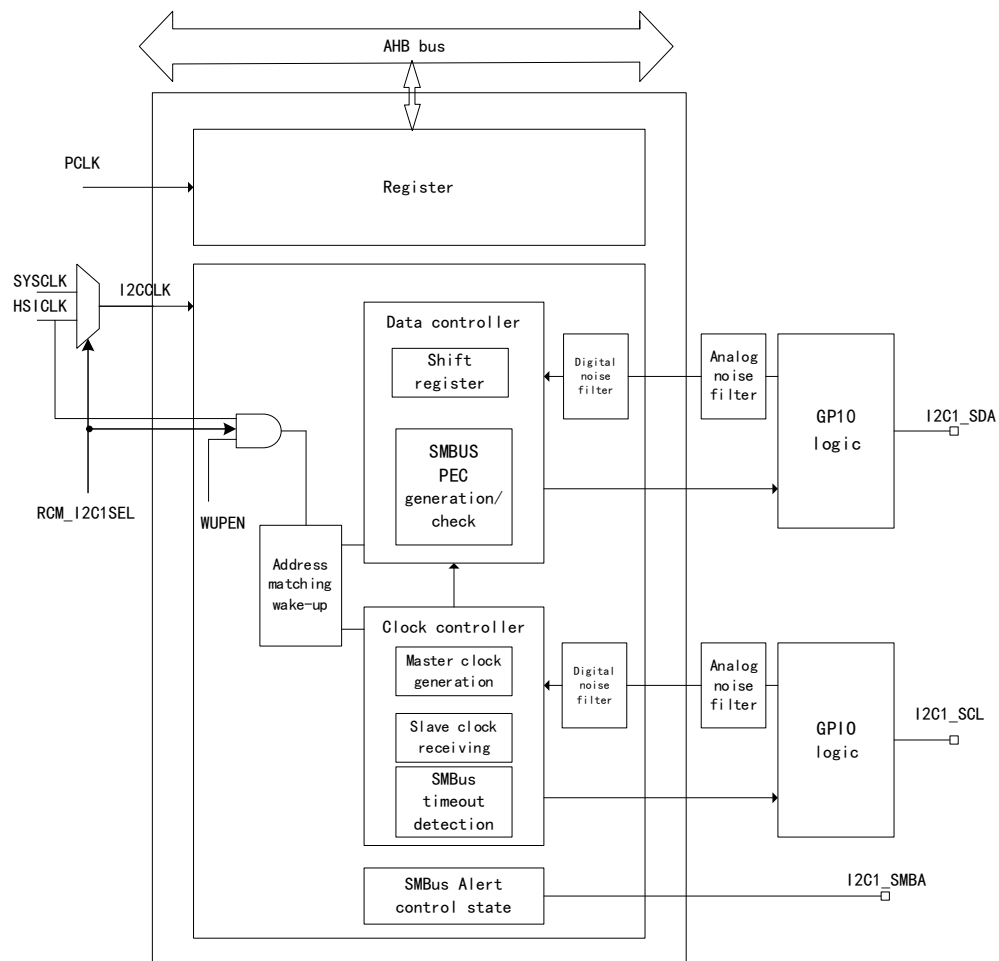 AHB bus
PCLK
Register
SYSCLK
HSICLK
I2CCLK
Data controller
Shift
register
SMBUS
PEC
generation/
check
Digital
noise
filter
Analog
noise
filter
GPIO
logic
I2C1_SDA
RCM_I2C1SEL
WUPEN
Address
matching
wake-up
Clock controller
Master clock
generation
Slave clock
receiving
SMBus
timeout
detection
Digital
noise
filter
Analog
noise
filter
GPIO
logic
I2C1_SCL
SMBus Alert
control state
I2C1_SMBA